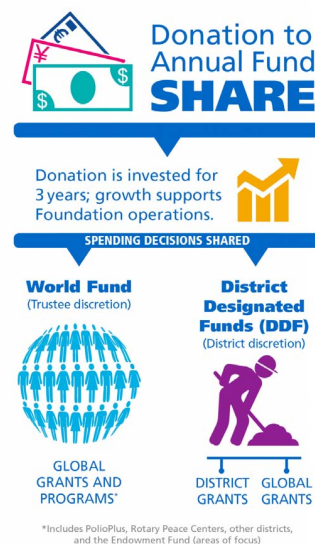 Donation to
Annual Fund
SHARE
€
¥
$
$
Donation is invested for
3 years; growth supports
Foundation operations.
SPENDING DECISIONS SHARED
World Fund
(Trustee discretion)
GLOBAL
GRANTS AND
PROGRAMS*
District
Designated
Funds (DDF)
(District discretion)
DISTRICT GRANTS
GLOBAL GRANTS
*Includes PolioPlus, Rotary Peace Centers, other districts,
and the Endowment Fund (areas of focus)